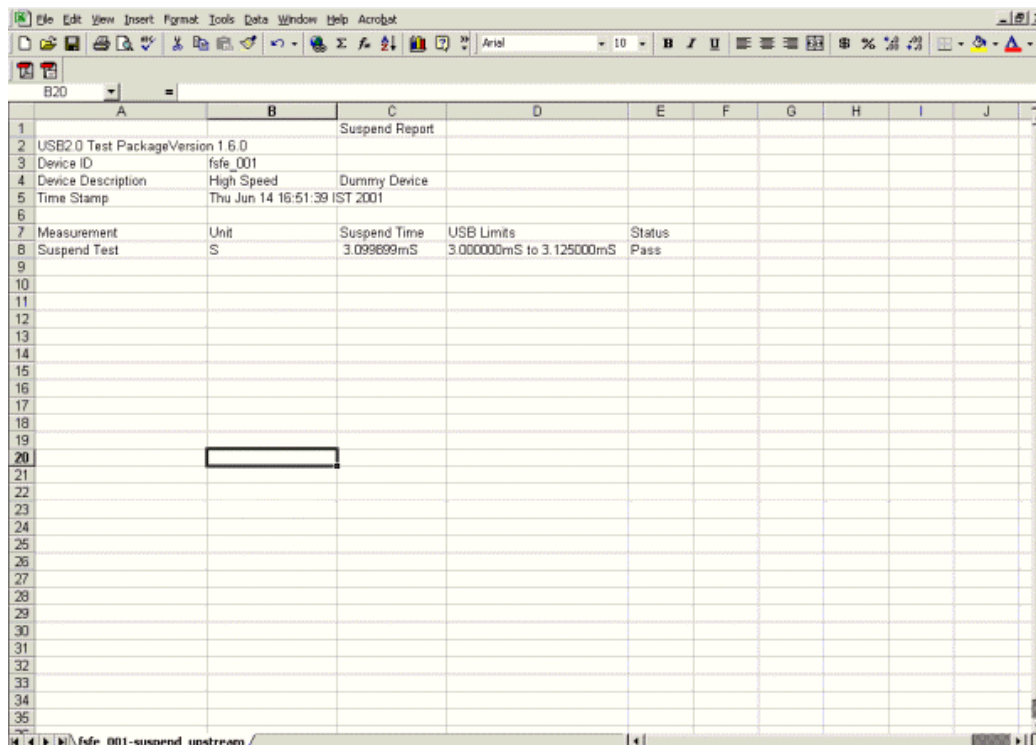 File Edit View Insert Format Tools Data Window Help Acrobat
Arial 10 B I U $ %
B20 =
A B C D E F G H I J
1 Suspend Report
2 USB2.0 Test PackageVersion 1.6.0
3 Device ID fsfe_001
4 Device Description High Speed Dummy Device
5 Time Stamp Thu Jun 14 16:51:39 IST 2001
6
7 Measurement Unit Suspend Time USB Limits Status
8 Suspend Test S 3.099899mS 3.000000mS to 3.125000mS Pass
9
10
11
12
13
14
15
16
17
18
19
20
21
22
23
24
25
26
27
28
29
30
31
32
33
34
35
fsfe_001-suspend_upstream